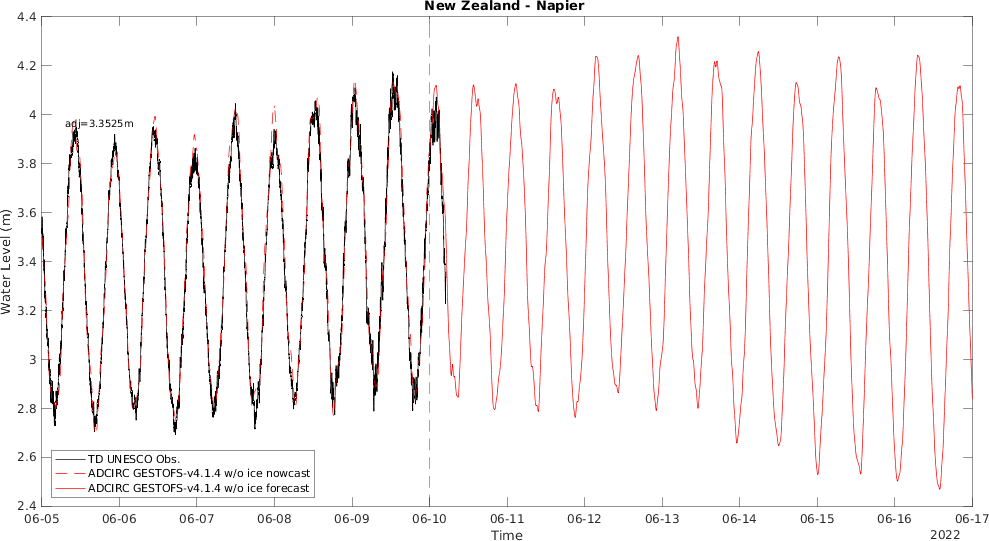 New Zealand - Napier
4.4
4.2
4
3.8
3.6
3.4
3.2
3
2.8
2.6
2.4
Water Level (m)
adj=3.3525m
TD UNESCO Obs.
ADCIRC GESTOFS-v4.1.4 w/o ice nowcast
ADCIRC GESTOFS-v4.1.4 w/o ice forecast
06-05 06-06 06-07 06-08 06-09 06-10 06-11 06-12 06-13 06-14 06-15 06-16 06-17
Time
2022